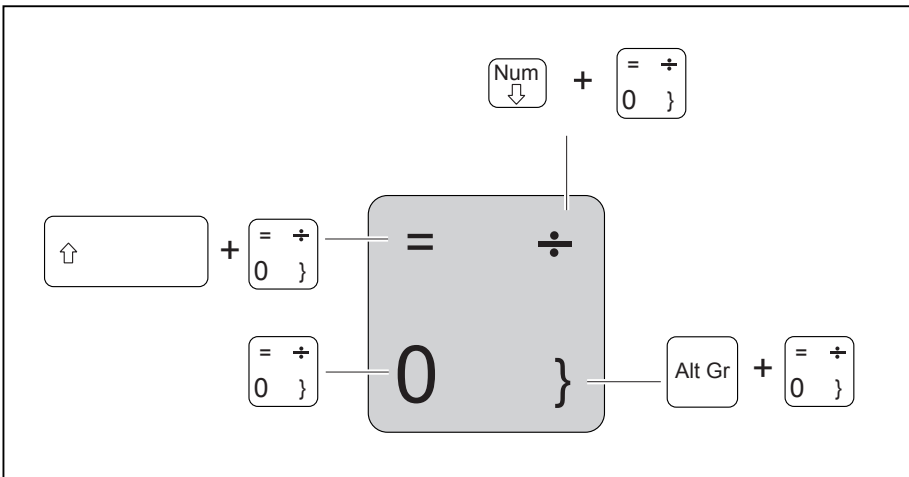 Num + = ÷
⇩ 0 }
⇧ + = ÷
0 }
= ÷
0 }
= ÷
0 }
Alt Gr + = ÷
0 }